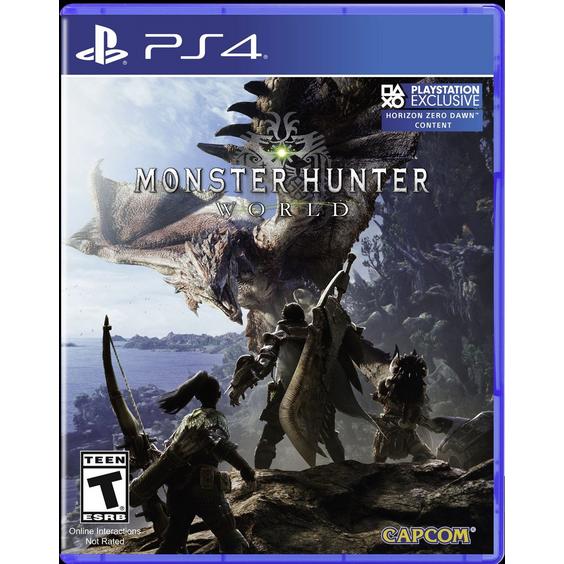 PS4
PLAYSTATION
EXCLUSIVE
HORIZON ZERO DAWN™
CONTENT
MONSTER HUNTER
WORLD
TEEN
T
ESRB
Online Interactions
Not Rated
CAPCOM